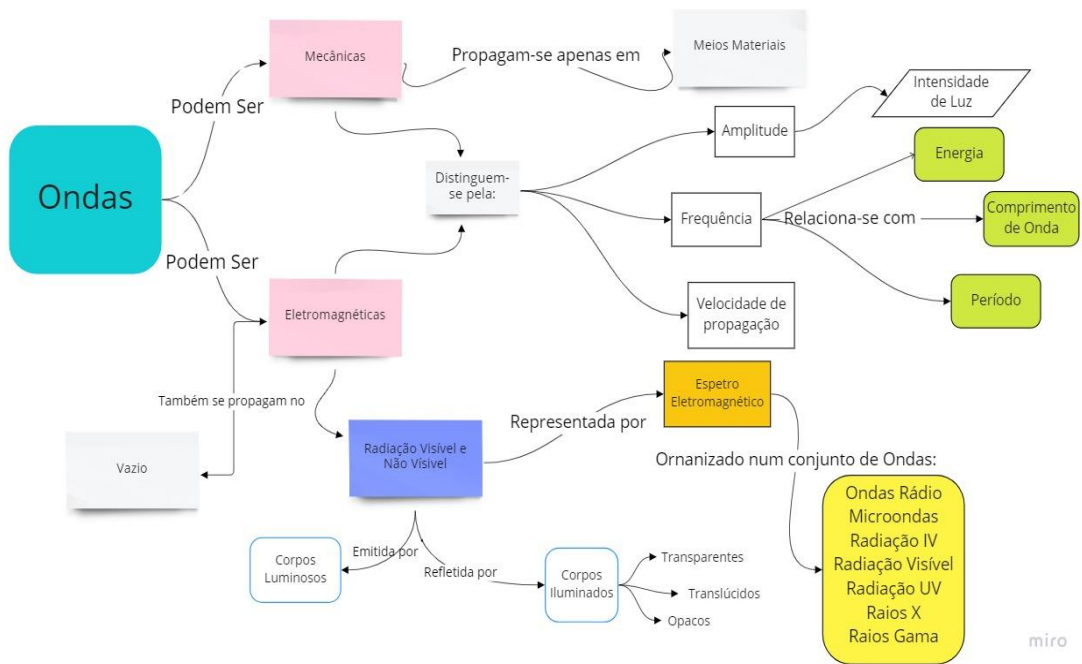 Ondas
Podem Ser
Mecânicas
Propagam-se apenas em
Meios Materiais
Podem Ser
Eletromagnéticas
Distinguem-
se pela:
Amplitude
Intensidade
de Luz
Frequência
Relaciona-se com
Energia
Comprimento
de Onda
Período
Velocidade de
propagação
Também se propagam no
Vazio
Radiação Visível e
Não Vísivel
Representada por
Espetro
Eletromagnético
Ornanizado num conjunto de Ondas:
Ondas Rádio
Microondas
Radiação IV
Radiação Visível
Radiação UV
Raios X
Raios Gama
Emitida por
Corpos
Luminosos
Refletida por
Corpos
Iluminados
Transparentes
Translúcidos
Opacos
miro